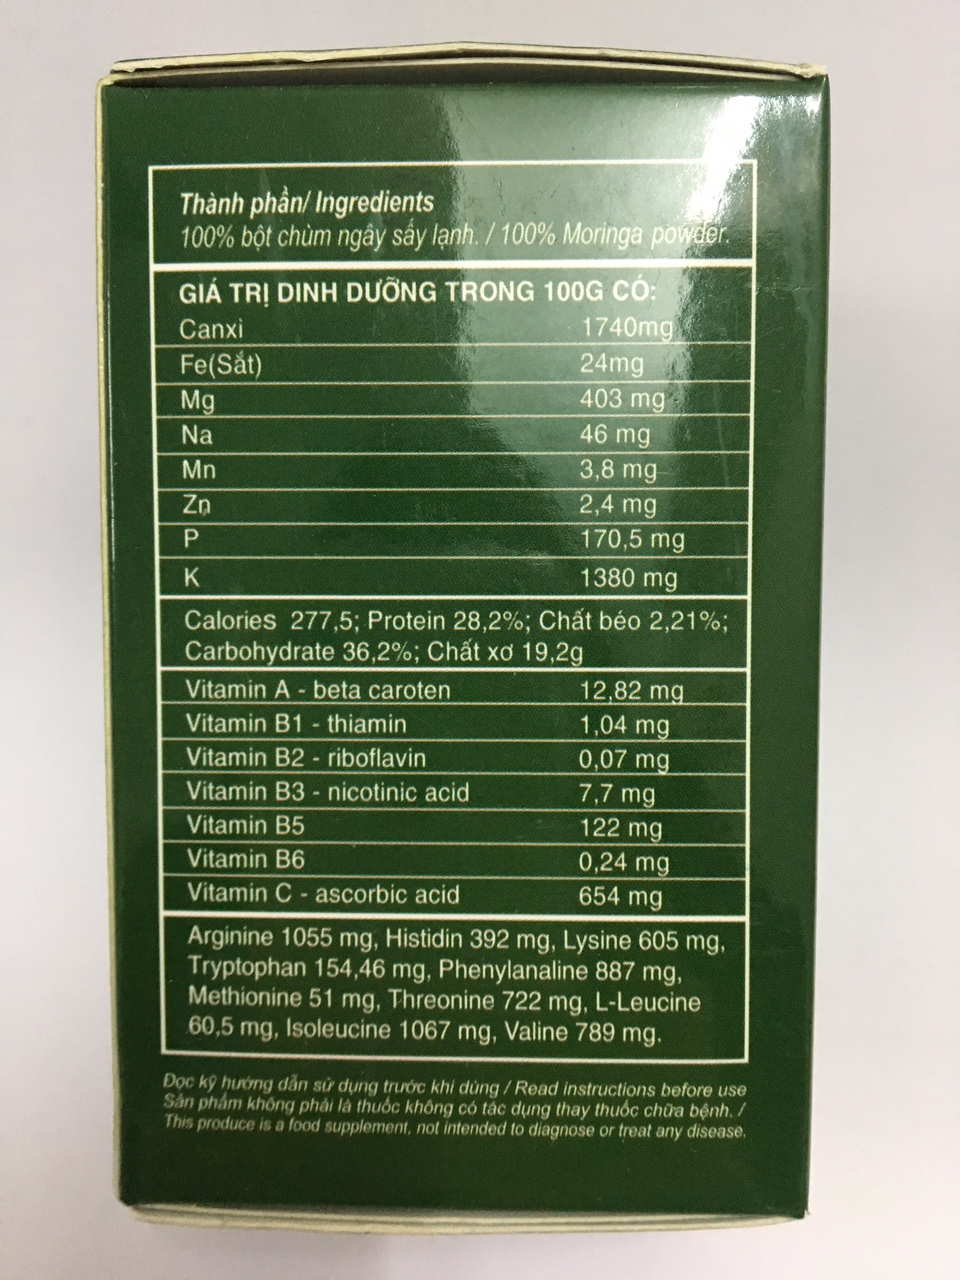 Thành phần/ Ingredients
100% bột chùm ngây sấy lạnh. / 100% Moringa powder.
GIÁ TRỊ DINH DƯỠNG TRONG 100G CÓ:
Canxi 1740mg
Fe(Sắt) 24mg
Mg 403 mg
Na 46 mg
Mn 3,8 mg
Zn 2,4 mg
P 170,5 mg
K 1380 mg
Calories 277,5; Protein 28,2%; Chất béo 2,21%;
Carbohydrate 36,2%; Chất xơ 19,2g
Vitamin A - beta caroten 12,82 mg
Vitamin B1 - thiamin 1,04 mg
Vitamin B2 - riboflavin 0,07 mg
Vitamin B3 - nicotinic acid 7,7 mg
Vitamin B5 122 mg
Vitamin B6 0,24 mg
Vitamin C - ascorbic acid 654 mg
Arginine 1055 mg, Histidin 392 mg, Lysine 605 mg,
Tryptophan 154,46 mg, Phenylanaline 887 mg,
Methionine 51 mg, Threonine 722 mg, L-Leucine
60,5 mg, Isoleucine 1067 mg, Valine 789 mg.
Đọc kỹ hướng dẫn sử dụng trước khi dùng / Read instructions before use
Sản phẩm không phải là thuốc không có tác dụng thay thuốc chữa bệnh. /
This produce is a food supplement, not intended to diagnose or treat any disease.